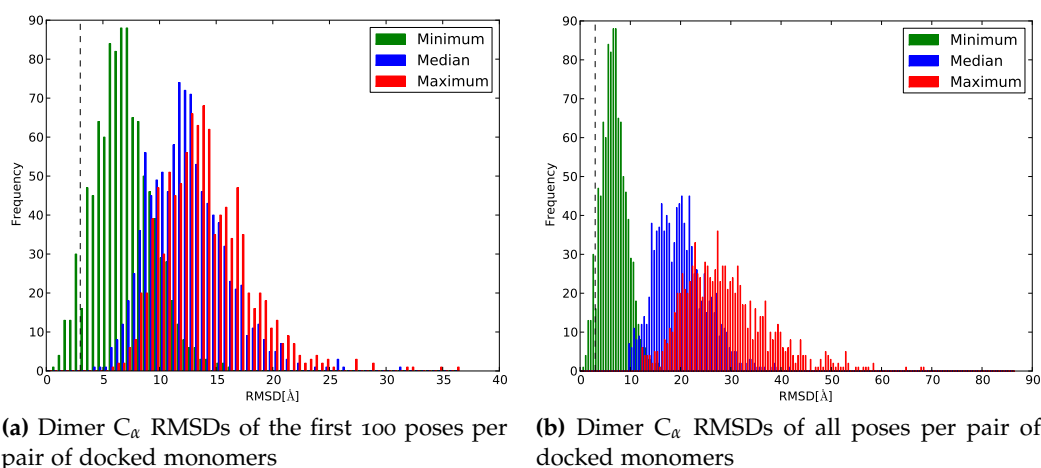 90
80
70
60
50
40
30
20
10
0
Frequency
Minimum
Median
Maximum
0 5 10 15 20 25 30 35 40
RMSD[Å]
90
80
70
60
50
40
30
20
10
0
Frequency
Minimum
Median
Maximum
0 10 20 30 40 50 60 70 80 90
RMSD[Å]
(a) Dimer Cα RMSDs of the first 100 poses per
pair of docked monomers
(b) Dimer Cα RMSDs of all poses per pair of
docked monomers